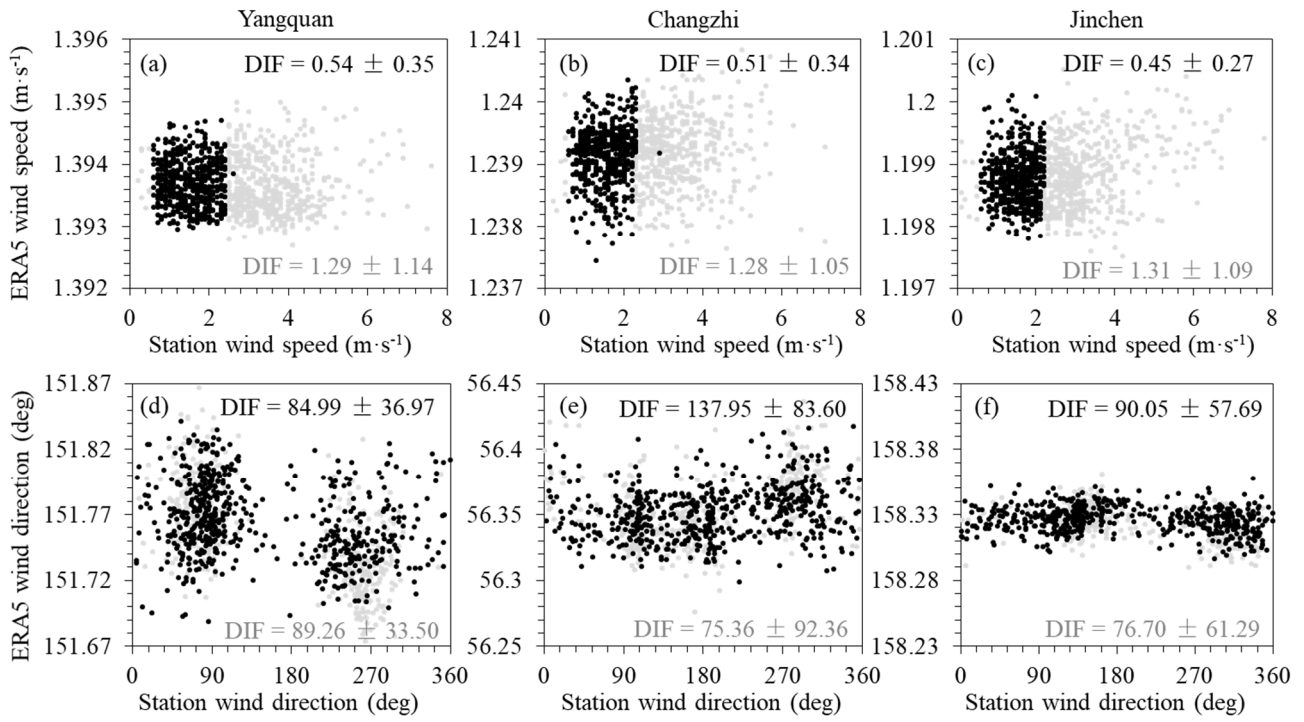 Yangquan
Changzhi
Jinchen
ERA5 wind speed (m·s-1)
1.396
1.395
1.394
1.393
1.392
(a)
DIF = 0.54 ± 0.35
DIF = 1.29 ± 1.14
0 2 4 6 8
Station wind speed (m·s-1)
1.241
1.24
1.239
1.238
1.237
(b)
DIF = 0.51 ± 0.34
DIF = 1.28 ± 1.05
0 2 4 6 8
Station wind speed (m·s-1)
1.201
1.2
1.199
1.198
1.197
(c)
DIF = 0.45 ± 0.27
DIF = 1.31 ± 1.09
0 2 4 6 8
Station wind speed (m·s-1)
ERA5 wind direction (deg)
151.87
151.82
151.77
151.72
151.67
(d)
DIF = 84.99 ± 36.97
DIF = 89.26 ± 33.50
0 90 180 270 360
Station wind direction (deg)
56.45
56.4
56.35
56.3
56.25
(e)
DIF = 137.95 ± 83.60
DIF = 75.36 ± 92.36
0 90 180 270 360
Station wind direction (deg)
158.43
158.38
158.33
158.28
158.23
(f)
DIF = 90.05 ± 57.69
DIF = 76.70 ± 61.29
0 90 180 270 360
Station wind direction (deg)